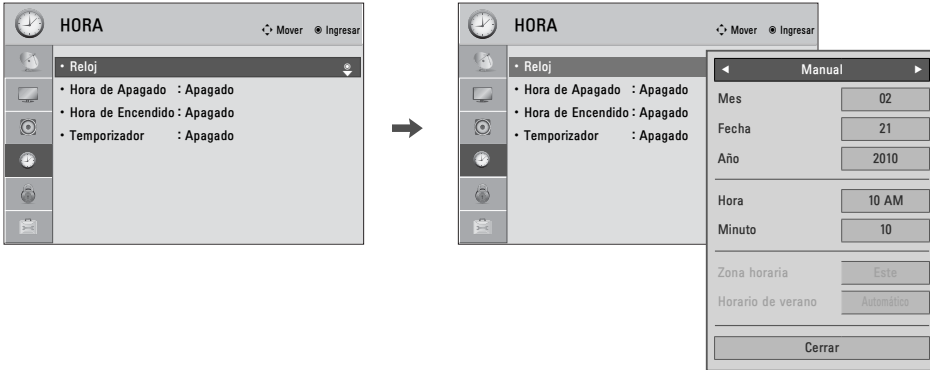 HORA
Mover Ingresar
• Reloj
• Hora de Apagado : Apagado
• Hora de Encendido : Apagado
• Temporizador : Apagado
HORA
Mover Ingresar
• Reloj
• Hora de Apagado : Apagado
• Hora de Encendido : Apagado
• Temporizador : Apagado
◄ Manual ►
Mes 02
Fecha 21
Año 2010
Hora 10 AM
Minuto 10
Zona horaria Este
Horario de verano Automático
Cerrar